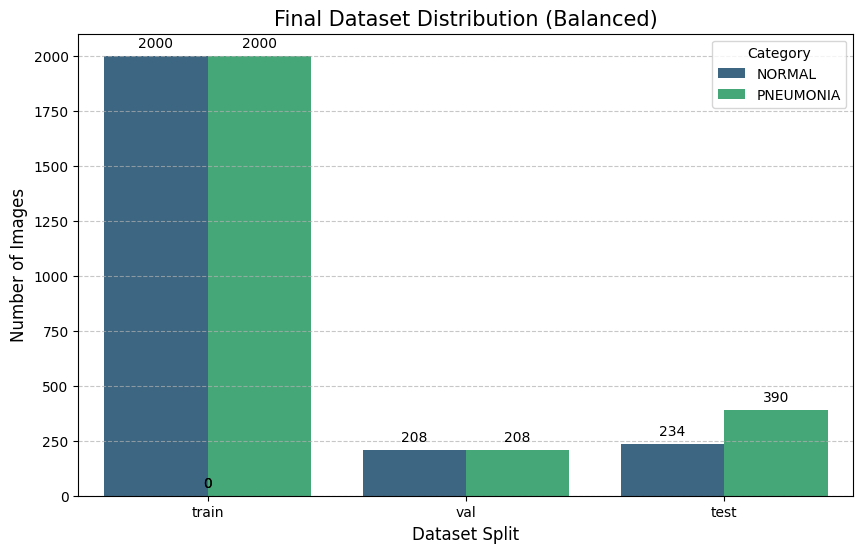 Final Dataset Distribution (Balanced)
Category
NORMAL
PNEUMONIA
Number of Images
2000
1750
1500
1250
1000
750
500
250
0
2000
2000
0
208
208
234
390
train
val
test
Dataset Split